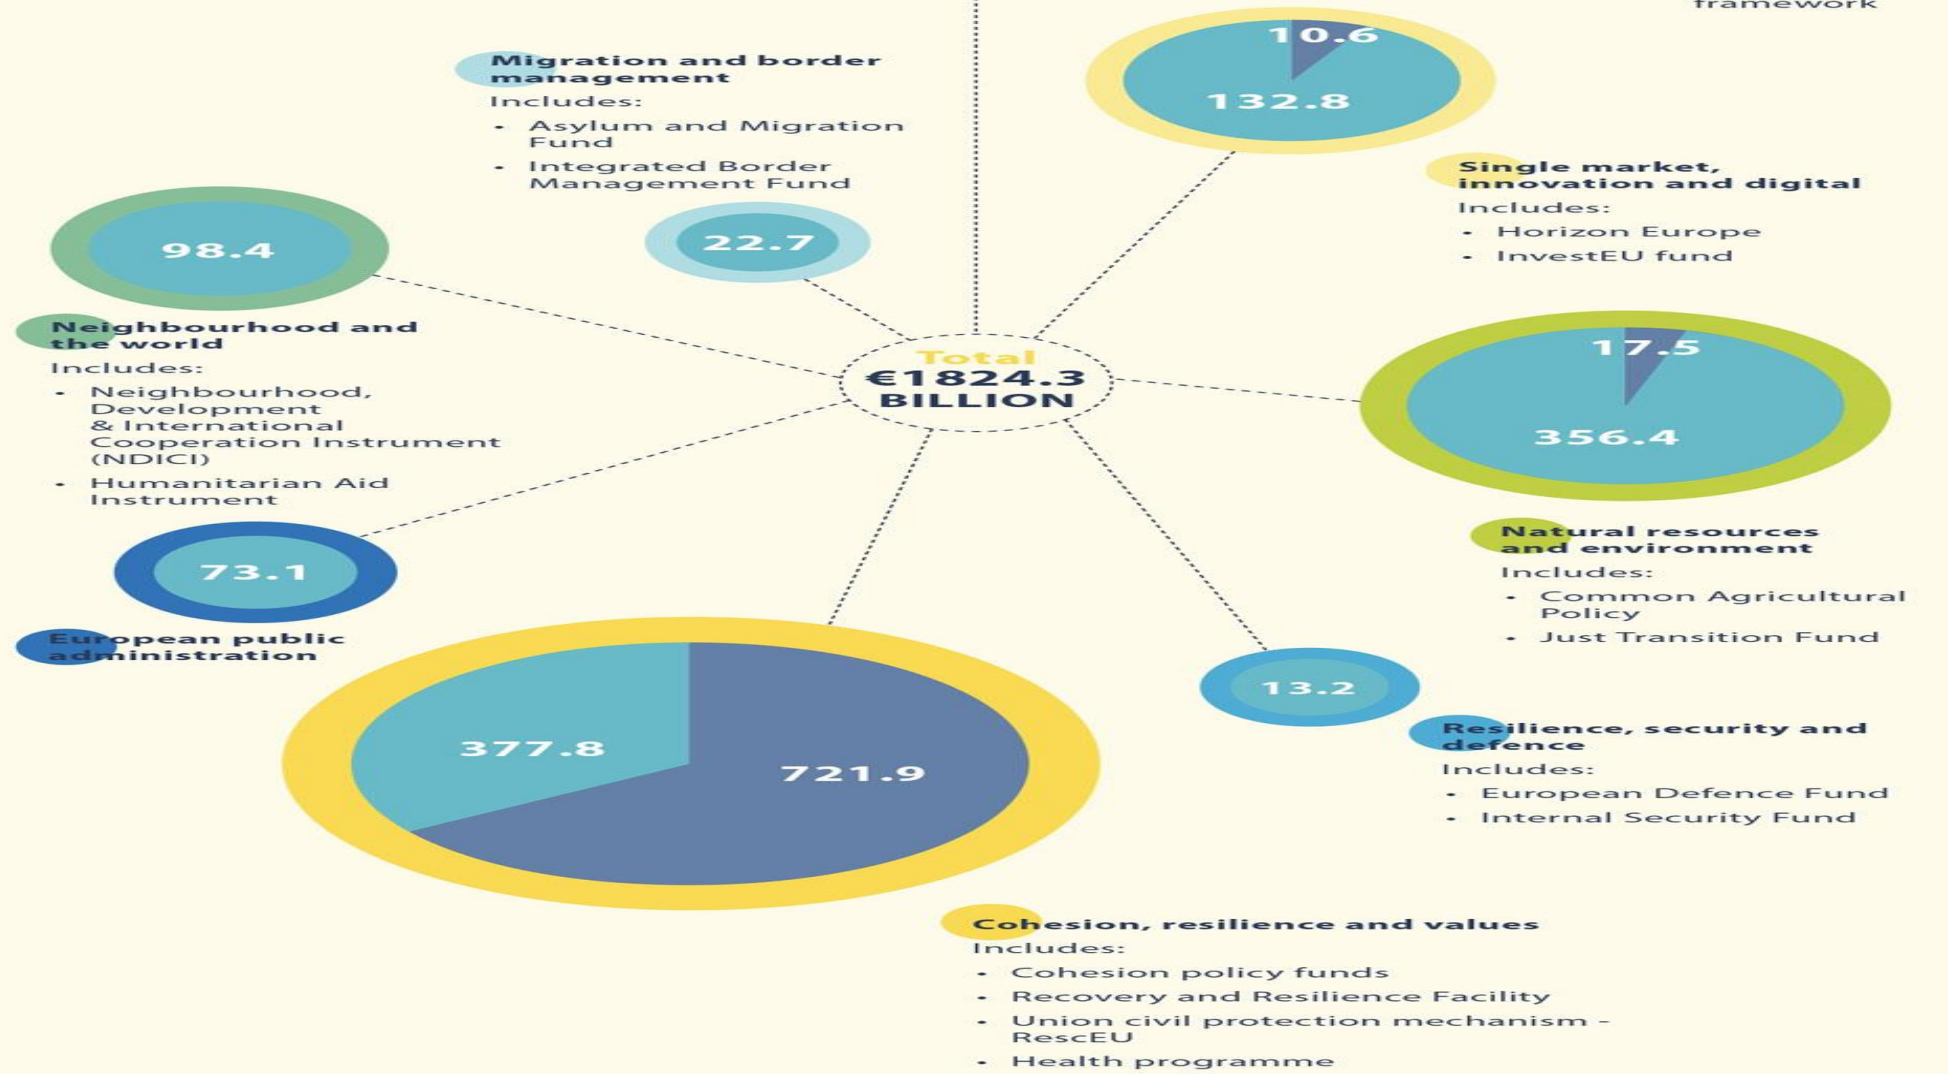 framework
10.6
132.8
Migration and border
management
Includes:
• Asylum and Migration
Fund
• Integrated Border
Management Fund
22.7
Single market,
innovation and digital
Includes:
• Horizon Europe
• InvestEU fund
98.4
Neighbourhood and
the world
Includes:
• Neighbourhood,
Development
& International
Cooperation Instrument
(NDICI)
• Humanitarian Aid
Instrument
Total
€1824.3
BILLION
17.5
356.4
Natural resources
and environment
Includes:
• Common Agricultural
Policy
• Just Transition Fund
73.1
European public
administration
377.8
721.9
13.2
Resilience, security and
defence
Includes:
• European Defence Fund
• Internal Security Fund
Cohesion, resilience and values
Includes:
• Cohesion policy funds
• Recovery and Resilience Facility
• Union civil protection mechanism -
RescEU
• Health programme